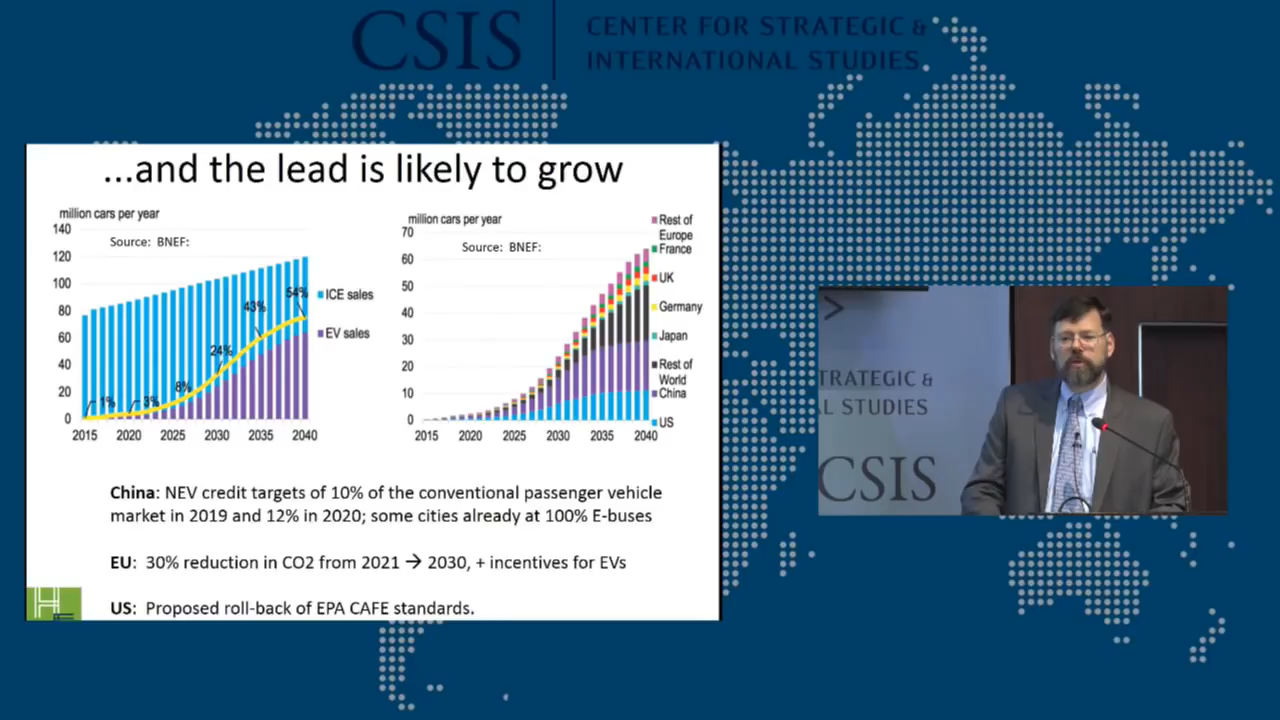 CSIS
CENTER FOR STRATEGIC &
INTERNATIONAL STUDIES
...and the lead is likely to grow
million cars per year
140
120
100
80
60
40
20
0
Source: BNEF:
1%
3%
8%
24%
43%
54%
2015 2020 2025 2030 2035 2040
ICE sales
EV sales
million cars per year
70
60
50
40
30
20
10
0
Source: BNEF:
2015 2020 2025 2030 2035 2040
Rest of
Europe
France
UK
Germany
Japan
Rest of
World
China
US
China: NEV credit targets of 10% of the conventional passenger vehicle
market in 2019 and 12% in 2020; some cities already at 100% E-buses
EU: 30% reduction in CO2 from 2021 → 2030, + incentives for EVs
US: Proposed roll-back of EPA CAFE standards.
TRATEGIC &
L STUDIES
CSIS